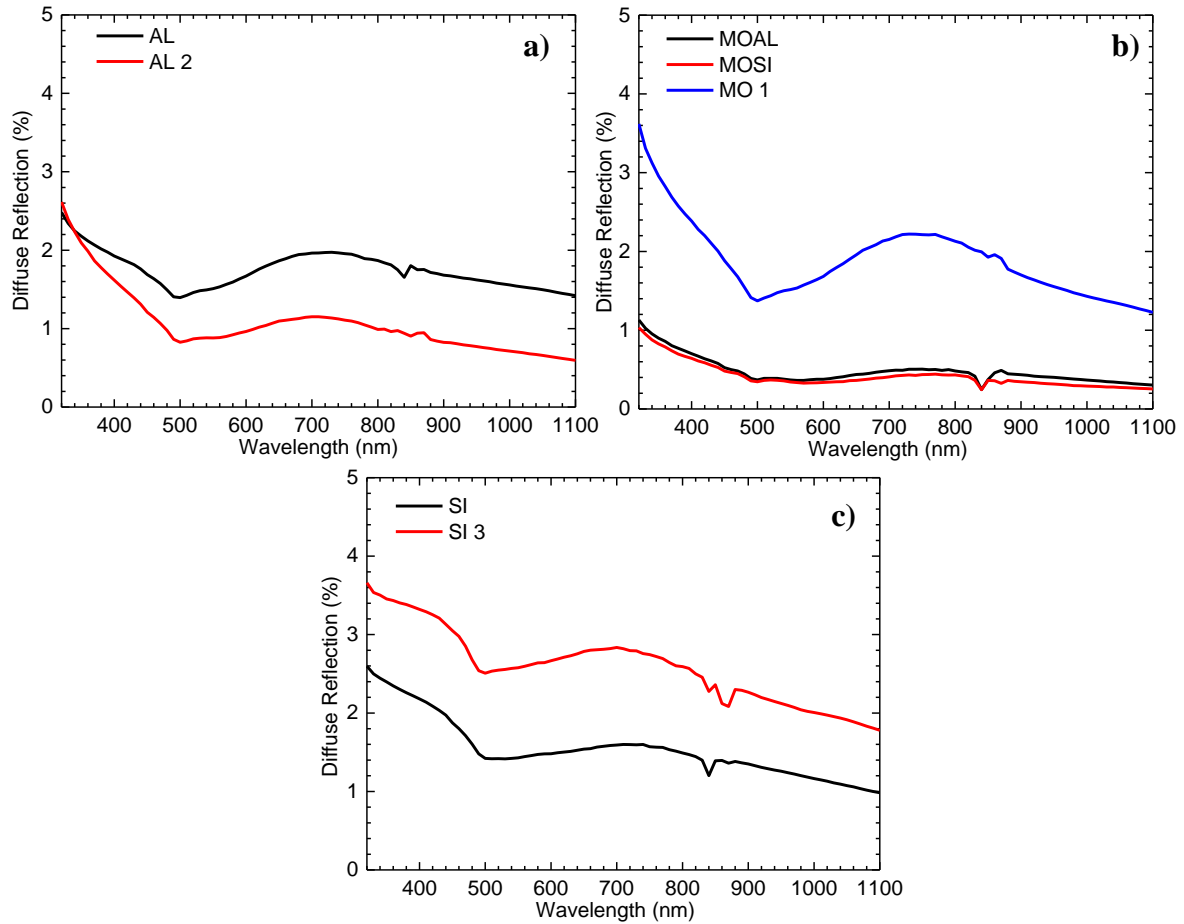 a)
AL
AL 2
Diffuse Reflection (%)
5
4
3
2
1
0
400 500 600 700 800 900 1000 1100
Wavelength (nm)
b)
MOAL
MOSI
MO 1
Diffuse Reflection (%)
5
4
3
2
1
0
400 500 600 700 800 900 1000 1100
Wavelength (nm)
c)
SI
SI 3
Diffuse Reflection (%)
5
4
3
2
1
0
400 500 600 700 800 900 1000 1100
Wavelength (nm)